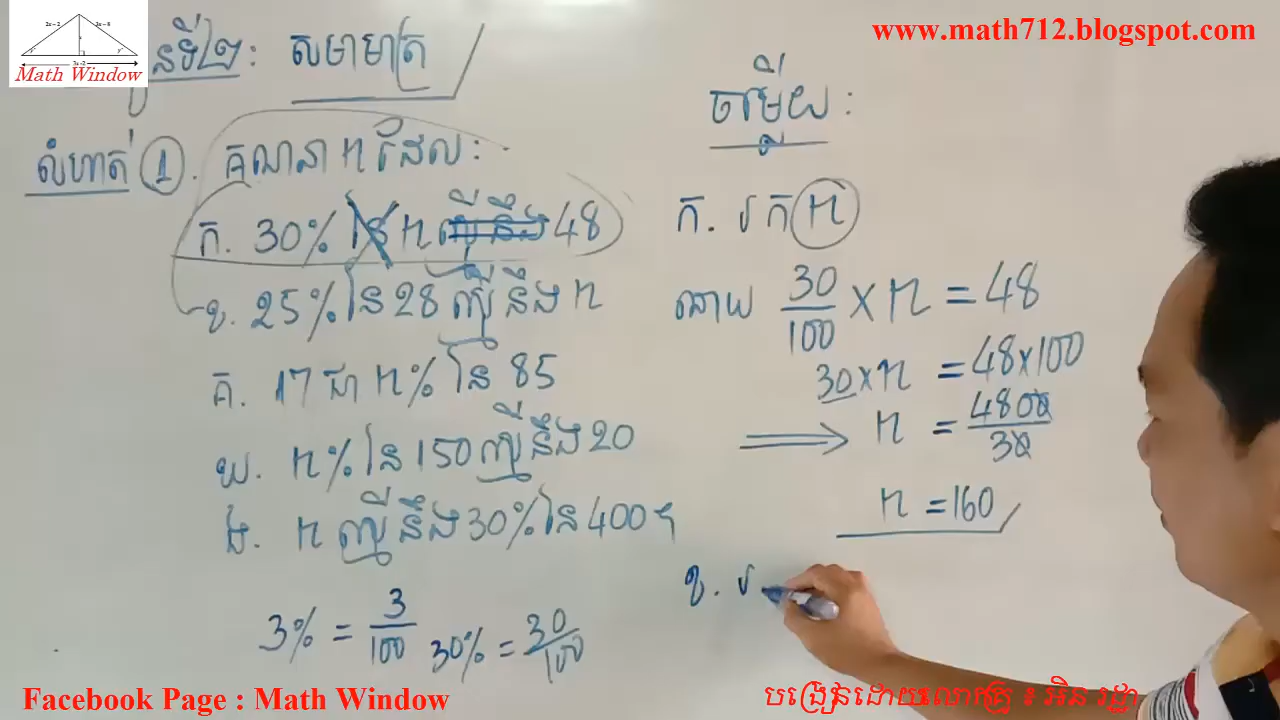 Math Window
www.math712.blogspot.com
នទី២: សមាមាត្រ
លំហាត់ 1. គណនា n ដែល:
ក. 30% នៃ n ស្មើនឹង 48
ខ. 25% នៃ 28 ស្មើនឹង n
គ. 17 ជា n% នៃ 85
ឃ. n% នៃ 150 ស្មើនឹង 20
ង. n ស្មើនឹង 30% នៃ 400។
3% = 3/100 30% = 30/100
ចម្លើយ:
ក. រក n
ដោយ 30/100 × n = 48
30 × n = 48 × 100
⟹ n = 4800/30
n = 160
ខ. រ
Facebook Page : Math Window
បង្រៀនដោយលោកគ្រូ ៖ អិន រដ្ឋា